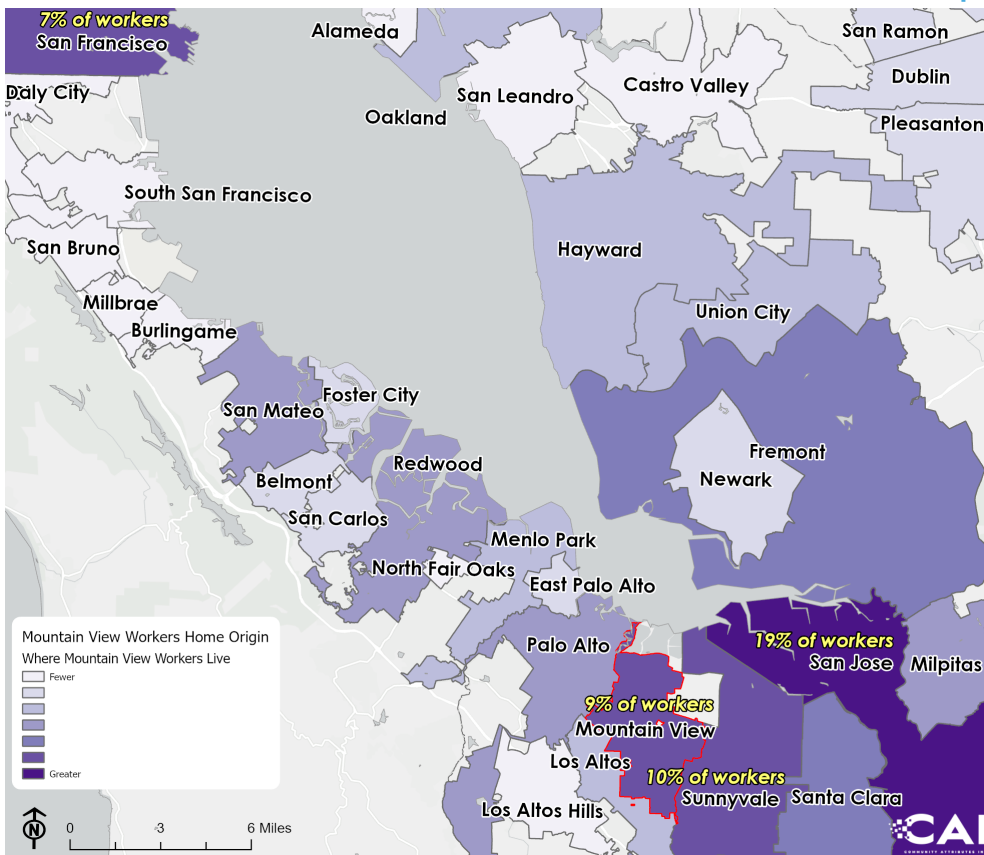 7% of workers
San Francisco
Alameda
San Ramon
Daly City
Castro Valley
Dublin
San Leandro
Oakland
Pleasanton
South San Francisco
San Bruno
Hayward
Millbrae
Union City
Burlingame
Foster City
San Mateo
Fremont
Redwood
Belmont
Newark
San Carlos
Menlo Park
North Fair Oaks
East Palo Alto
Mountain View Workers Home Origin
Where Mountain View Workers Live
Fewer
Greater
Palo Alto
19% of workers
San Jose
Milpitas
9% of workers
Mountain View
Los Altos
10% of workers
Sunnyvale
Santa Clara
Los Altos Hills
N
0 3 6 Miles
CAI
COMMUNITY ATTRIBUTES IN